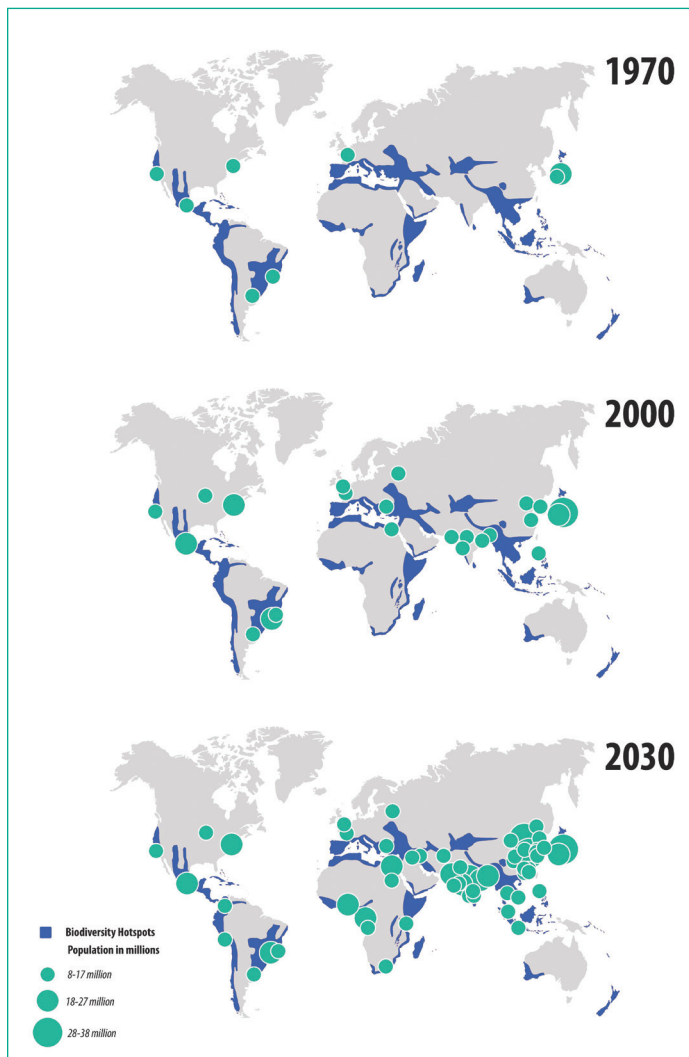 1970
2000
2030
Biodiversity Hotspots
Population in millions
8-17 million
18-27 million
28-38 million